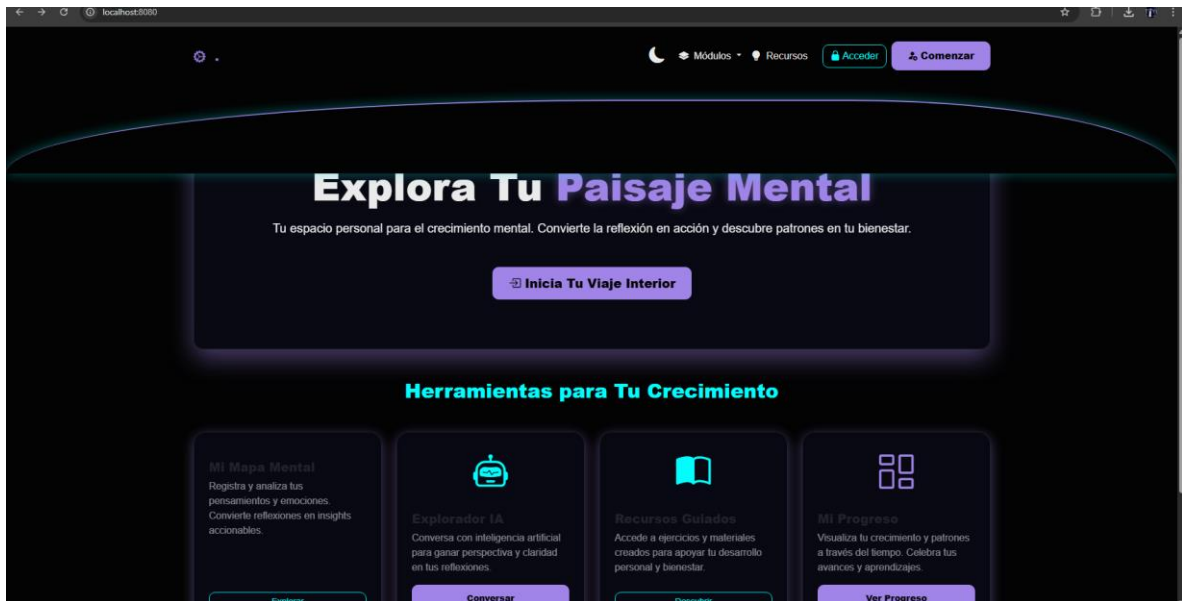 localhost:8080
Módulos
Recursos
Acceder
Comenzar
Explora Tu Paisaje Mental
Tu espacio personal para el crecimiento mental. Convierte la reflexión en acción y descubre patrones en tu bienestar.
Inicia Tu Viaje Interior
Herramientas para Tu Crecimiento
Mi Mapa Mental
Registra y analiza tus
pensamientos y emociones.
Convierte reflexiones en insights
accionables.
Explorar
Explorador IA
Conversa con inteligencia artificial
para ganar perspectiva y claridad
en tus reflexiones.
Conversar
Recursos Guiados
Accede a ejercicios y materiales
creados para apoyar tu desarrollo
personal y bienestar.
Descubrir
Mi Progreso
Visualiza tu crecimiento y patrones
a través del tiempo. Celebra tus
avances y aprendizajes.
Ver Progreso